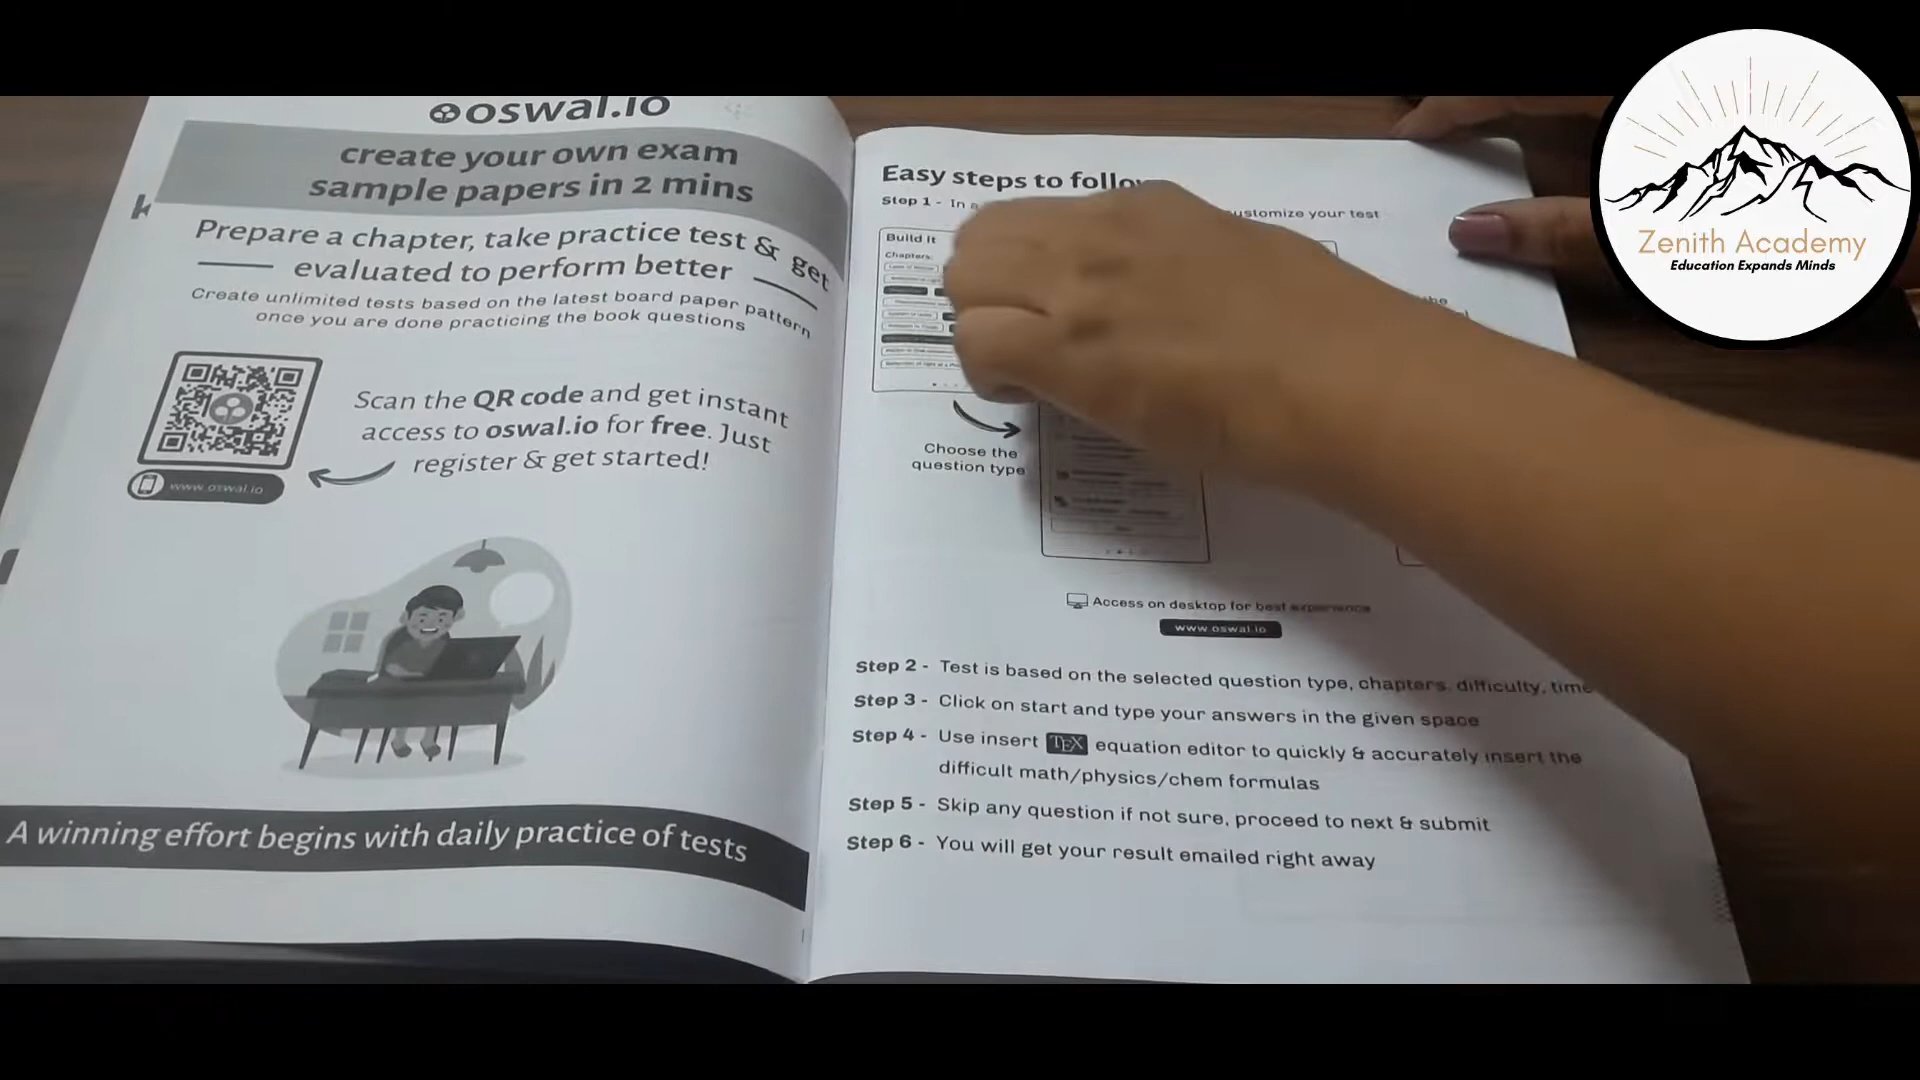 oswal.io
create your own exam
sample papers in 2 mins
Prepare a chapter, take practice test & get
evaluated to perform better
Create unlimited tests based on the latest board paper pattern
once you are done practicing the book questions
Scan the QR code and get instant
access to oswal.io for free. Just
register & get started!
www.oswal.io
A winning effort begins with daily practice of tests
Easy steps to follow
Step 1 - In a
customize your test
Build it
Chapters:
the
Choose the
question type
Access on desktop for best experience
www.oswal.io
Step 2 - Test is based on the selected question type, chapters, difficulty, time
Step 3 - Click on start and type your answers in the given space
Step 4 - Use insert TEX equation editor to quickly & accurately insert the
difficult math/physics/chem formulas
Step 5 - Skip any question if not sure, proceed to next & submit
Step 6 - You will get your result emailed right away
Zenith Academy
Education Expands Minds